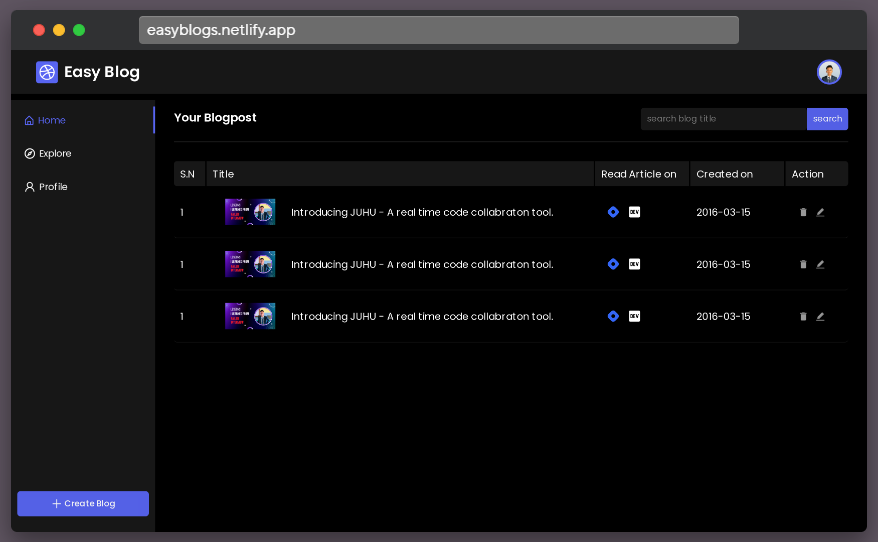 easyblogs.netlify.app
Easy Blog
Home
Explore
Profile
Create Blog
Your Blogpost
search blog title
search
S.N Title Read Article on Created on Action
1 Introducing JUHU - A real time code collabraton tool. DEV 2016-03-15
1 Introducing JUHU - A real time code collabraton tool. DEV 2016-03-15
1 Introducing JUHU - A real time code collabraton tool. DEV 2016-03-15